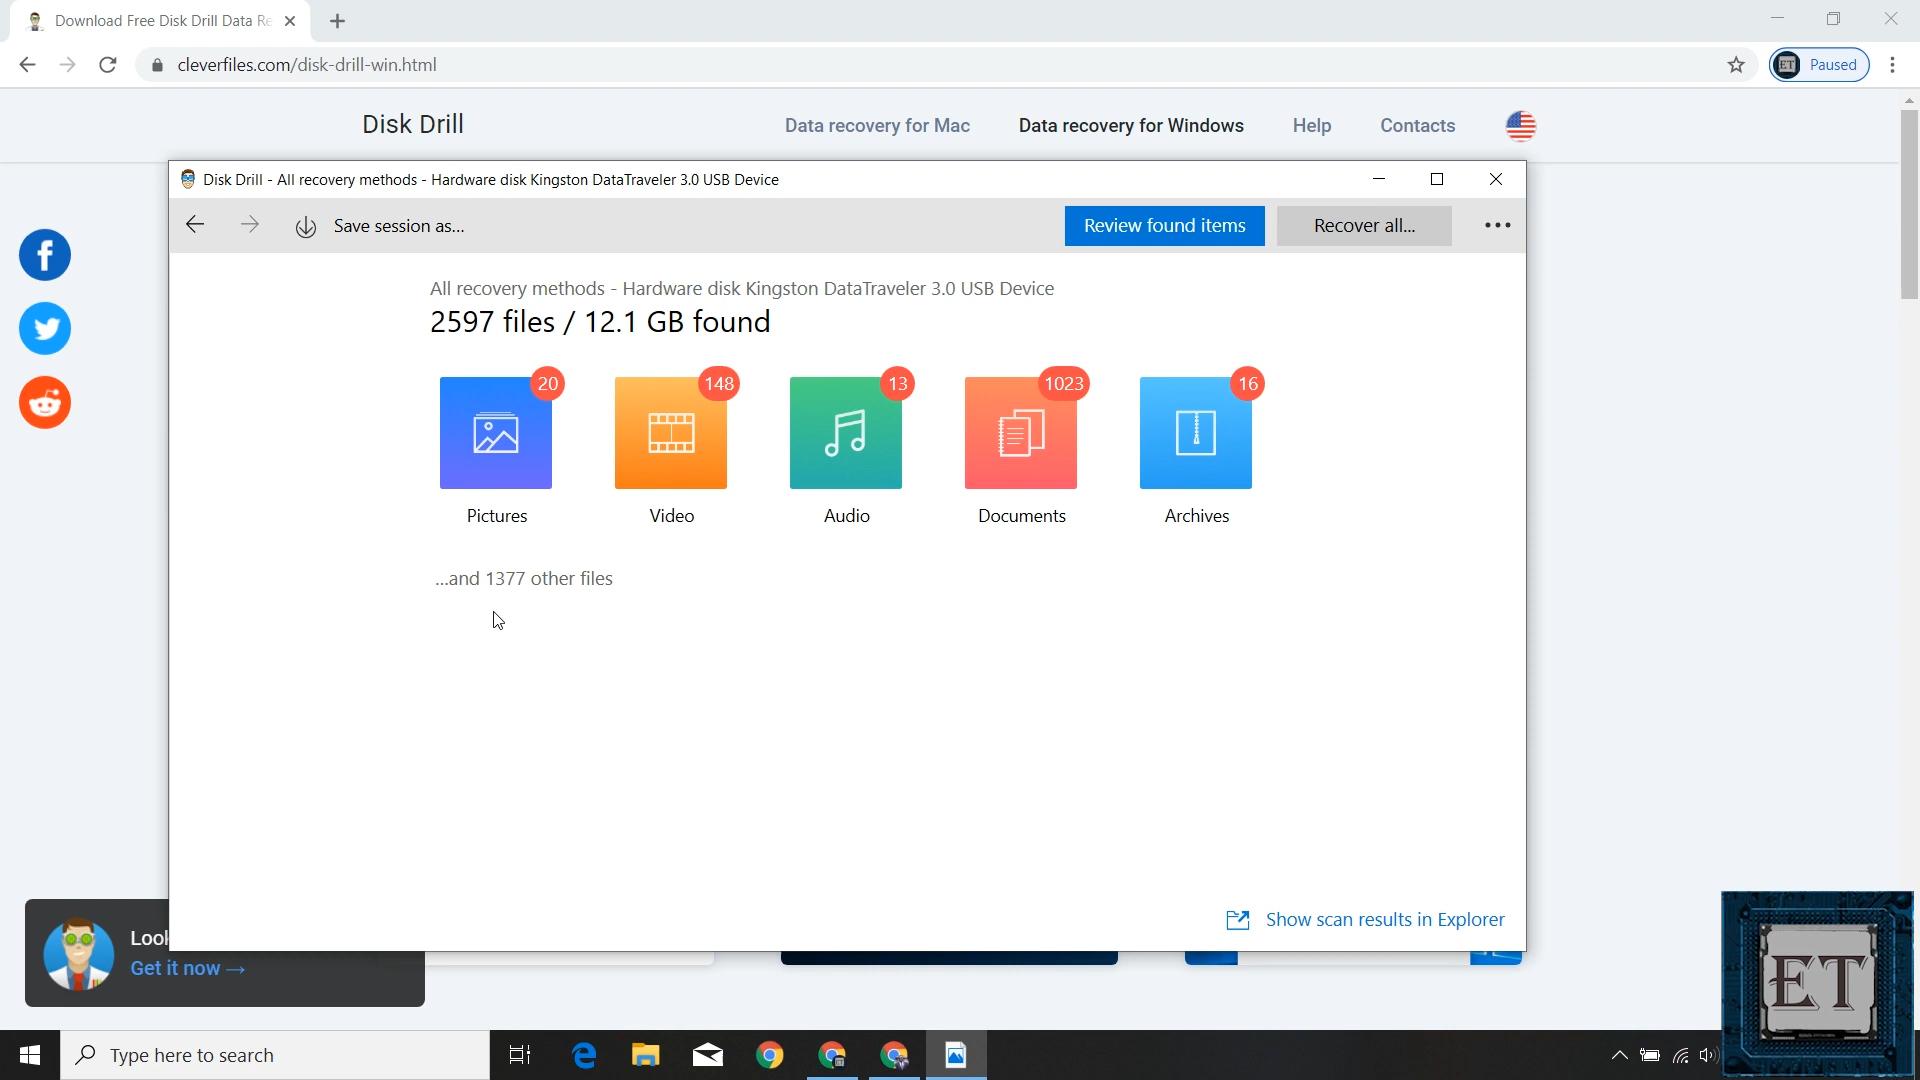 Download Free Disk Drill Data Re
cleverfiles.com/disk-drill-win.html
ET
Paused
Disk Drill
Data recovery for Mac
Data recovery for Windows
Help
Contacts
Disk Drill - All recovery methods - Hardware disk Kingston DataTraveler 3.0 USB Device
Save session as...
Review found items
Recover all...
All recovery methods - Hardware disk Kingston DataTraveler 3.0 USB Device
2597 files / 12.1 GB found
20
148
13
1023
16
Pictures
Video
Audio
Documents
Archives
...and 1377 other files
Show scan results in Explorer
Look
Get it now →
ET
Type here to search